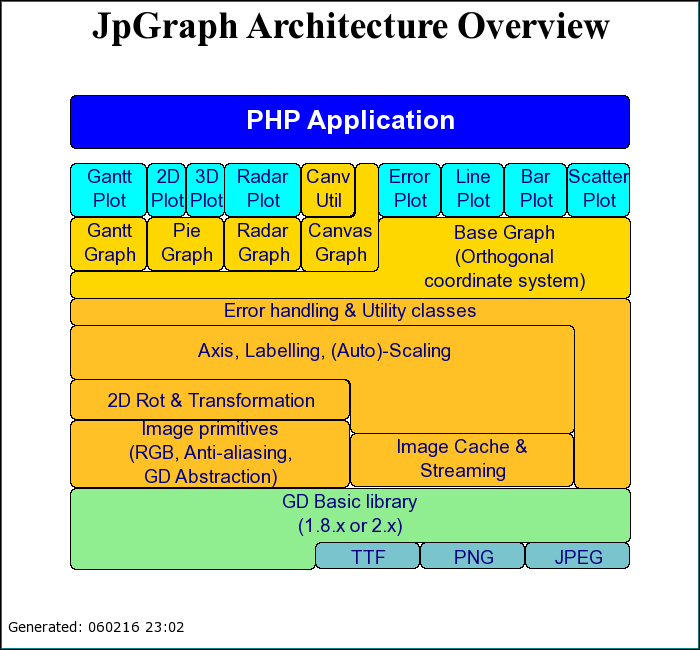 JpGraph Architecture Overview
PHP Application
Gantt
Plot
2D
Plot
3D
Plot
Radar
Plot
Canv
Util
Error
Plot
Line
Plot
Bar
Plot
Scatter
Plot
Gantt
Graph
Pie
Graph
Radar
Graph
Canvas
Graph
Base Graph
(Orthogonal
coordinate system)
Error handling & Utility classes
Axis, Labelling, (Auto)-Scaling
2D Rot & Transformation
Image primitives
(RGB, Anti-aliasing,
GD Abstraction)
Image Cache &
Streaming
GD Basic library
(1.8.x or 2.x)
TTF
PNG
JPEG
Generated: 060216 23:02